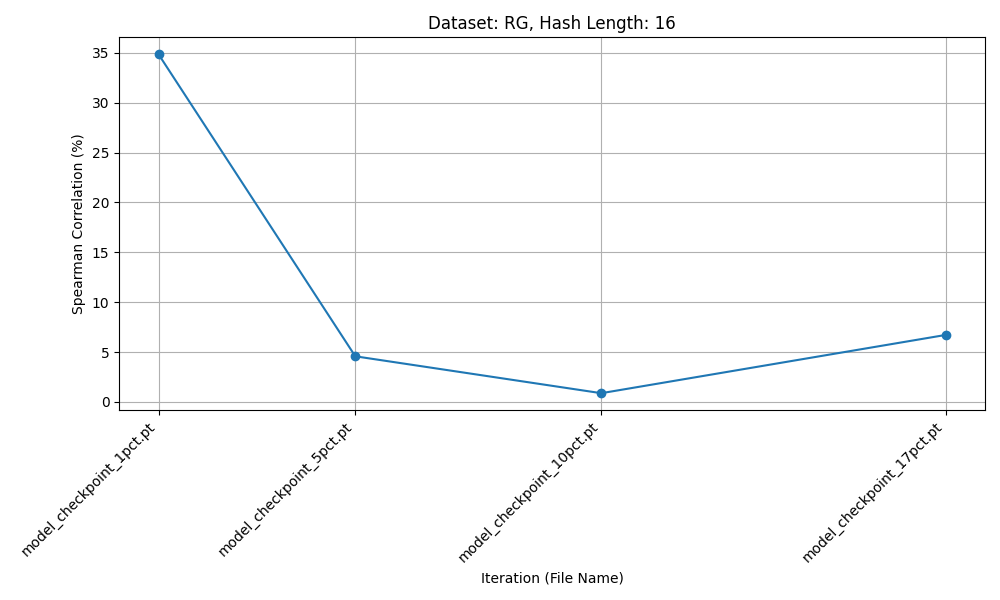 Dataset: RG, Hash Length: 16
Spearman Correlation (%)
35
30
25
20
15
10
5
0
model_checkpoint_1pct.pt
model_checkpoint_5pct.pt
model_checkpoint_10pct.pt
model_checkpoint_17pct.pt
Iteration (File Name)